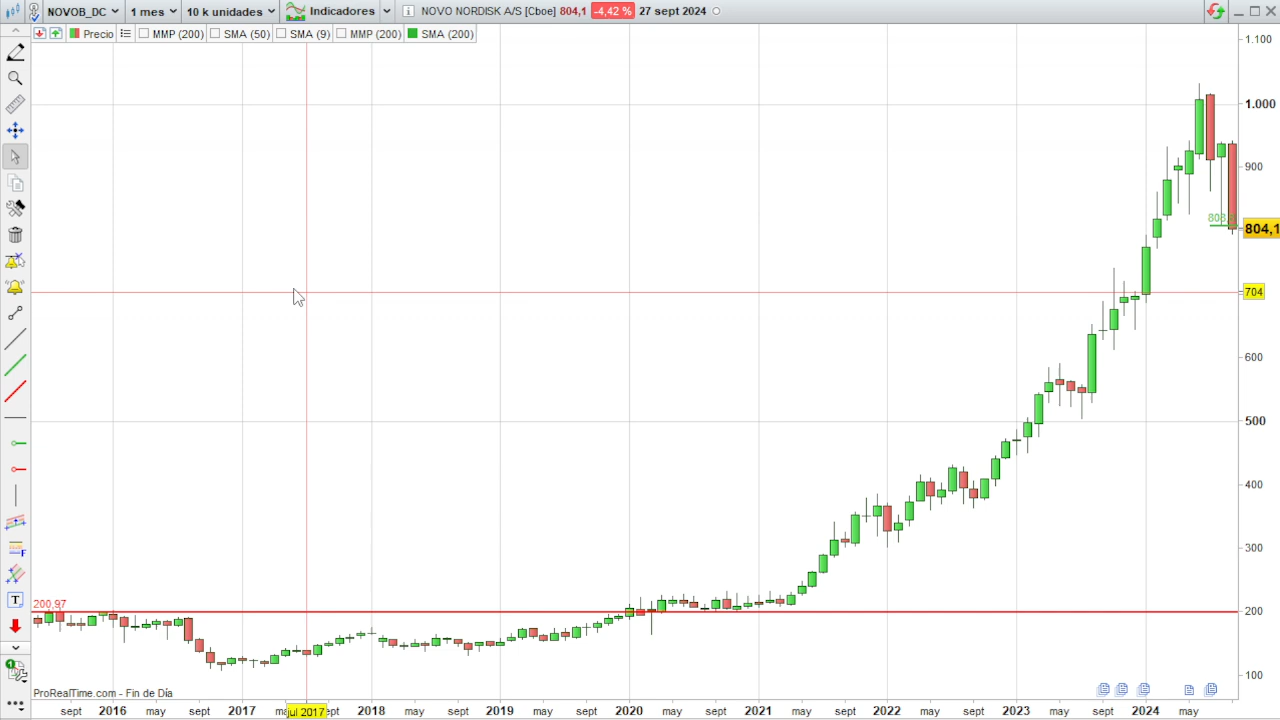 NOVOB_DC 1 mes 10 k unidades Indicadores NOVO NORDISK A/S [Cboe] 804,1 -4,42 % 27 sept 2024
Precio MMP (200) SMA (50) SMA (9) MMP (200) SMA (200)
1.100
1.000
900
804,1
704
600
500
400
300
200,97
200
100
T
F
1
ProRealTime.com - Fin de Día
sept 2016 may sept 2017 jul 2017 sept 2018 may sept 2019 may sept 2020 may sept 2021 may sept 2022 may sept 2023 may sept 2024 may